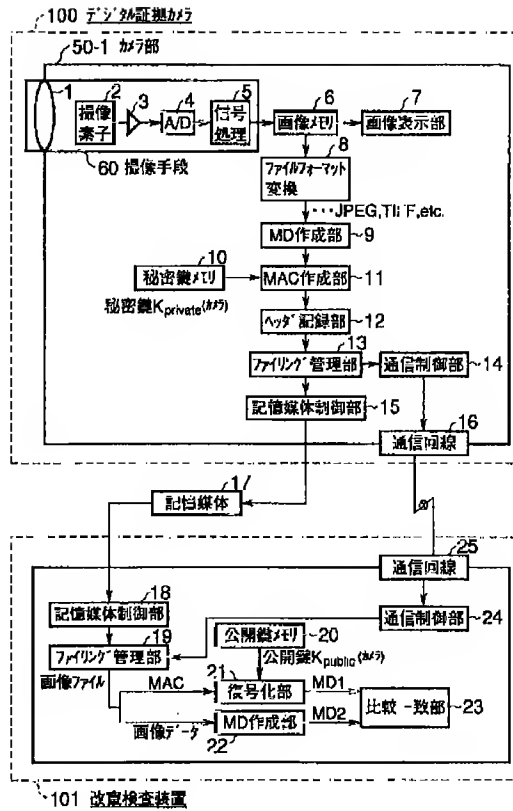 100 デジタル証拠カメラ
50-1 カメラ部
1
2
撮像
素子
3
4
A/D
5
信号
処理
6
画像メモリ
7
画像表示部
60 撮像手段
8
ファイルフォーマット
変換
･･･JPEG,TIFF,etc.
MD作成部
9
10
秘密鍵メモリ
MAC作成部
11
秘密鍵Kprivate(カメラ)
ヘッダ記録部
12
13
ファイリング管理部
通信制御部
14
15
記憶媒体制御部
16
通信回線
17
記憶媒体
25
通信回線
18
記憶媒体制御部
通信制御部
24
19
ファイリング管理部
公開鍵メモリ
20
画像ファイル
公開鍵Kpublic(カメラ)
21
MAC
復号化部
MD1
比較一致部
23
画像データ
MD作成部
MD2
22
101 改竄検査装置